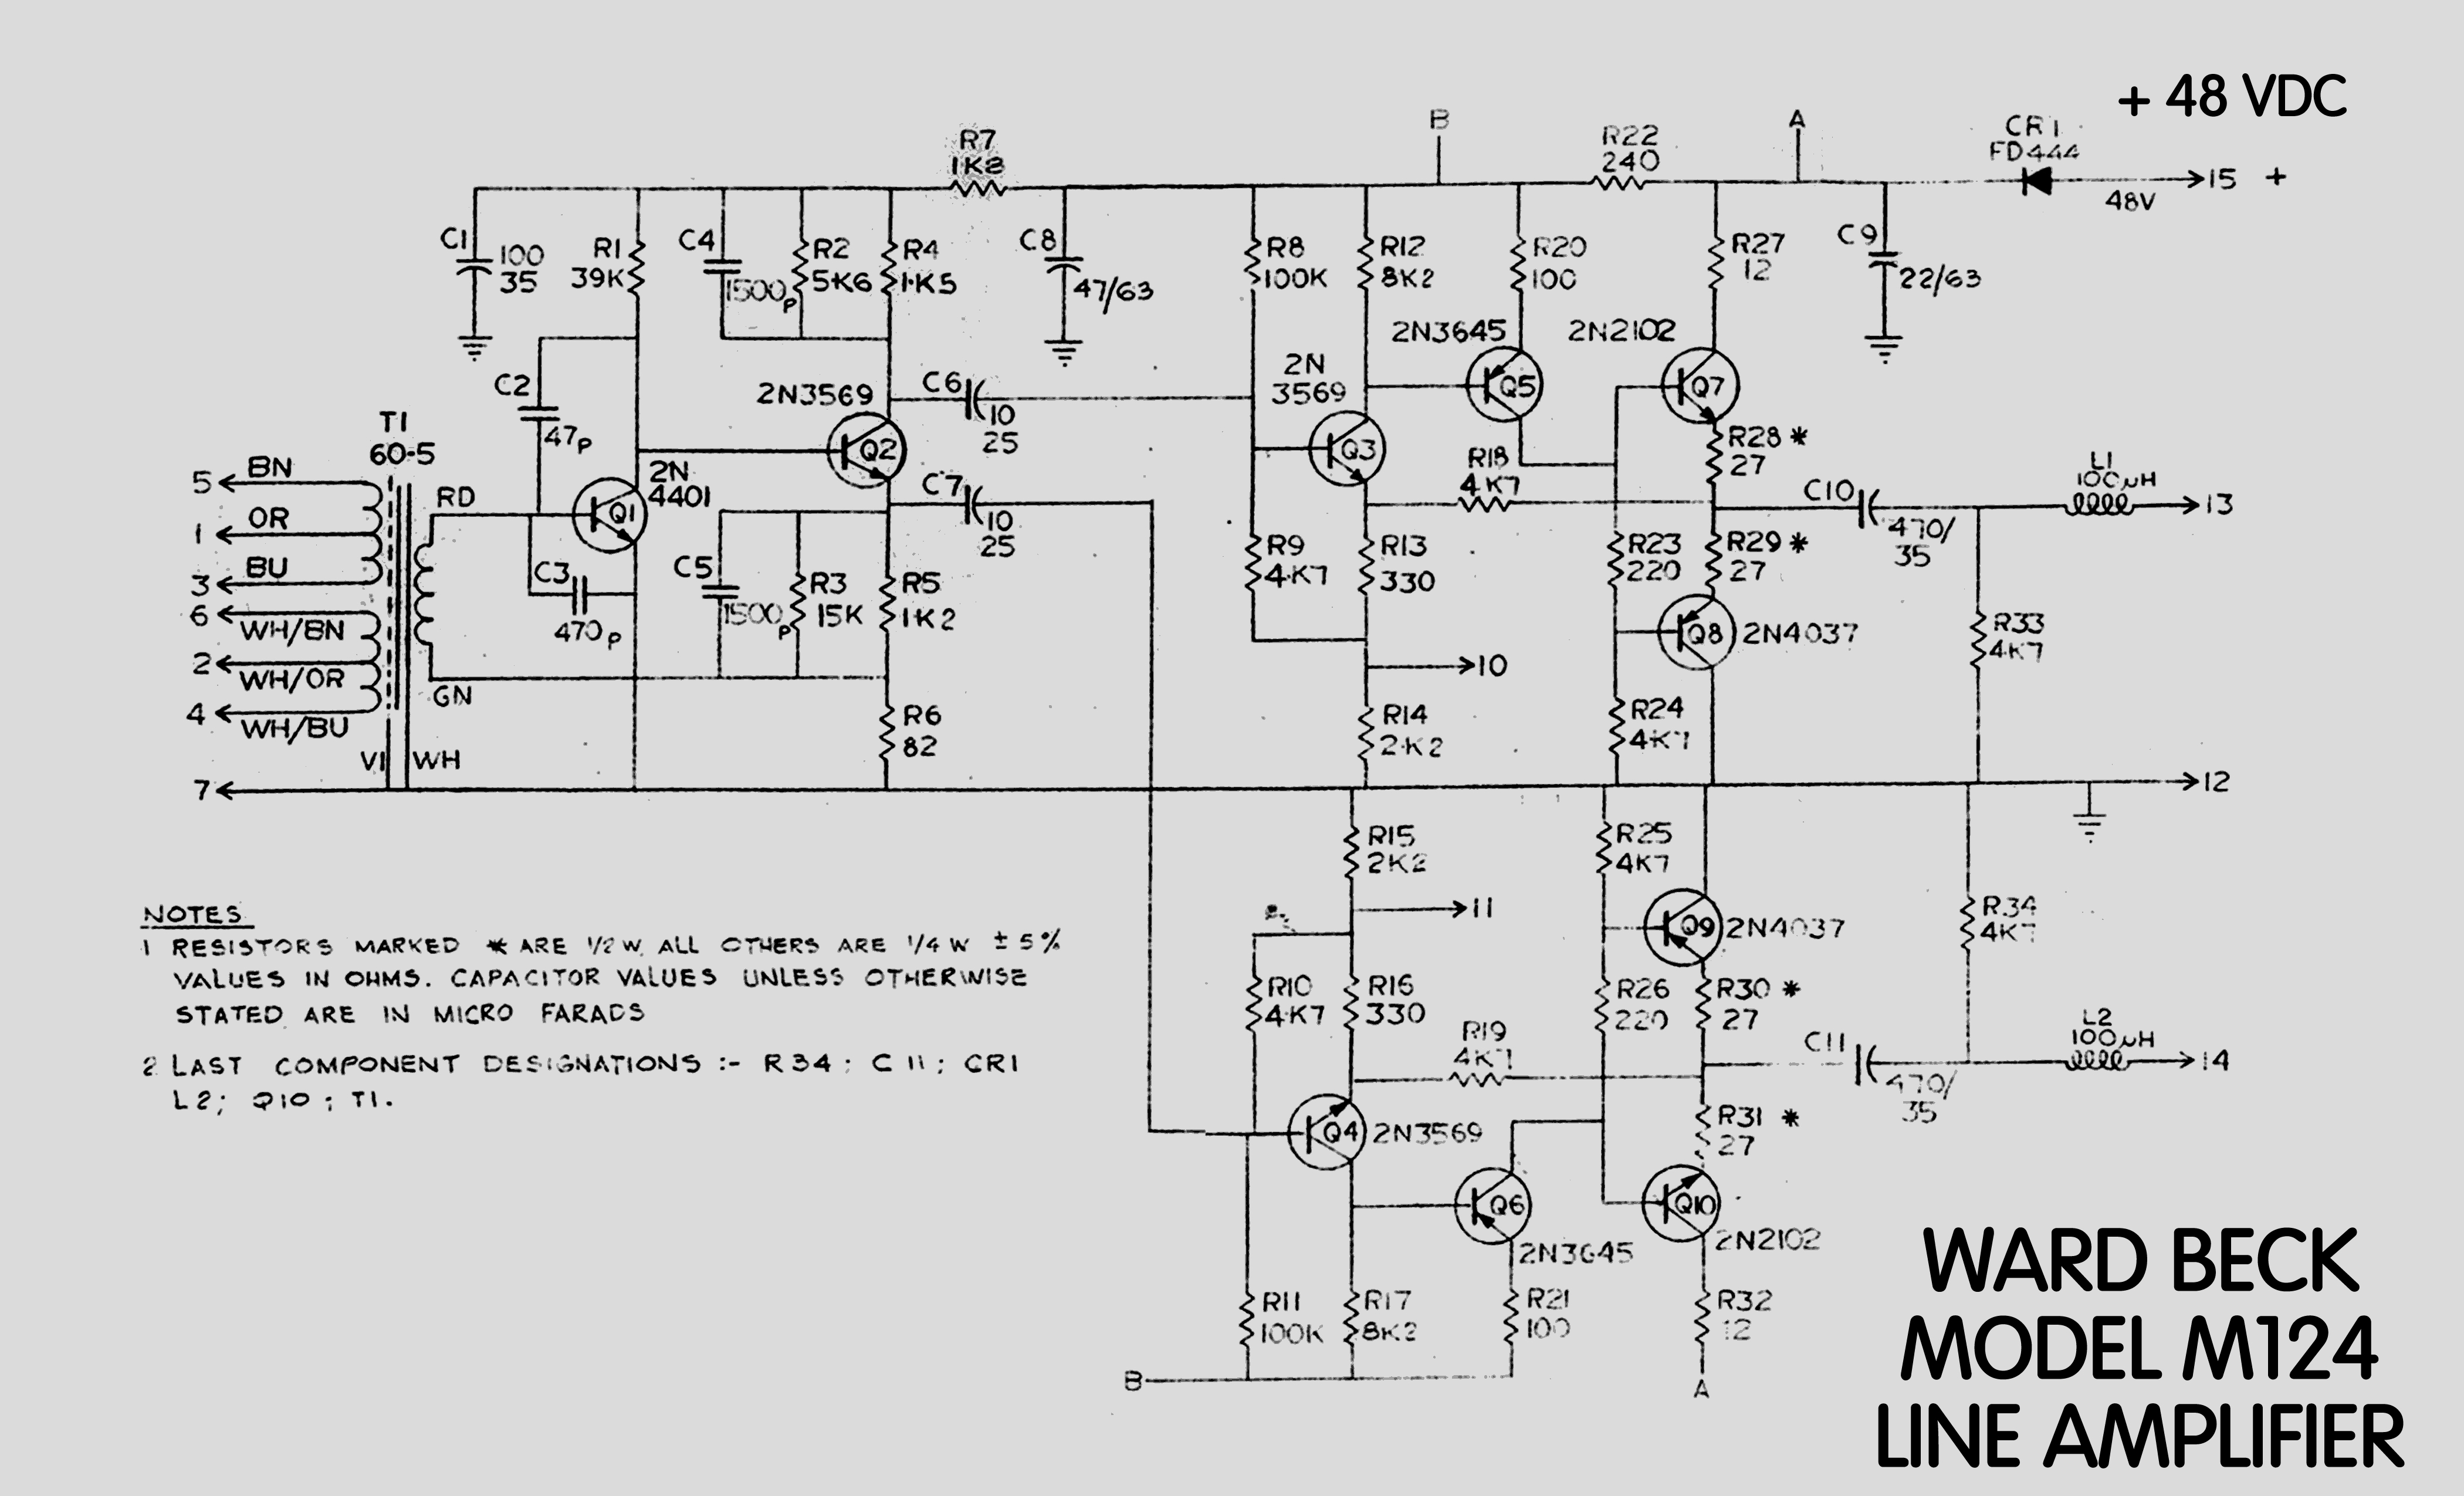 + 48 VDC
B
A
R7
1K8
R22
240
CR1
FD444
15 +
48V
C1
100
35
R1
39K
C4
1500p
R2
5K6
R4
1K5
C8
47/63
R8
100K
R12
8K2
R20
100
R27
12
C9
22/63
2N3645
2N2102
Q5
Q7
C2
47p
2N3569
Q2
C6
10
25
2N
3569
Q3
R28 *
27
T1
60-5
5
BN
1
OR
3
BU
6
WH/BN
2
WH/OR
4
WH/BU
7
VI
WH
RD
GN
2N
4401
Q1
C3
470p
C7
10
25
R18
4K7
C10
470/
35
L1
100µH
13
C5
1500p
R3
15K
R5
1K2
R9
4K7
R13
330
R23
220
R29 *
27
Q8
2N4037
R33
4K7
10
R6
82
R14
2K2
R24
4K7
12
R15
2K2
R25
4K7
11
Q9
2N4037
R34
4K7
NOTES
1 RESISTORS MARKED * ARE 1/2 W, ALL OTHERS ARE 1/4 W ± 5%
VALUES IN OHMS. CAPACITOR VALUES UNLESS OTHERWISE
STATED ARE IN MICRO FARADS
2 LAST COMPONENT DESIGNATIONS :- R34; C11; CR1
L2; Q10; T1.
R10
4K7
R16
330
R26
220
R30 *
27
R19
4K7
C11
470/
35
L2
100µH
14
Q4
2N3569
R31 *
27
Q6
2N3645
Q10
2N2102
R11
100K
R17
8K2
R21
100
R32
12
B
A
WARD BECK
MODEL M124
LINE AMPLIFIER